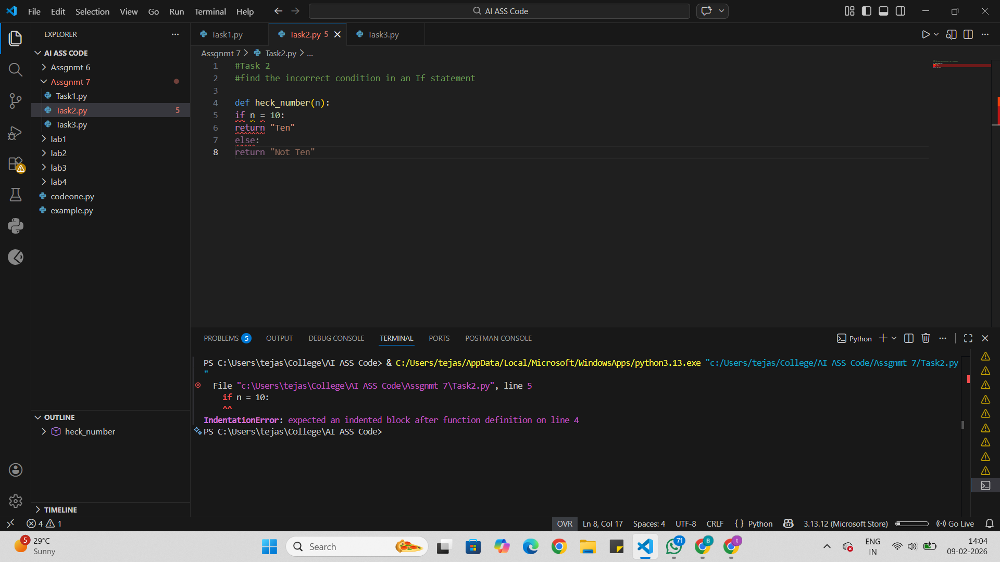 File Edit Selection View Go Run Terminal Help
AI ASS Code
EXPLORER
AI ASS CODE
Assgnmt 6
Assgnmt 7
Task1.py
Task2.py 5
Task3.py
lab1
lab2
lab3
lab4
codeone.py
example.py
OUTLINE
heck_number
TIMELINE
Task1.py Task2.py 5 Task3.py
Assgnmt 7 > Task2.py > ...
1 #Task 2
2 #find the incorrect condition in an If statement
3
4 def heck_number(n):
5 if n = 10:
6 return "Ten"
7 else:
8 return "Not Ten"
PROBLEMS 5 OUTPUT DEBUG CONSOLE TERMINAL PORTS POSTMAN CONSOLE
Python
PS C:\Users\tejas\College\AI ASS Code> & C:/Users/tejas/AppData/Local/Microsoft/WindowsApps/python3.13.exe "c:/Users/tejas/College/AI ASS Code/Assgnmt 7/Task2.py
"
File "c:\Users\tejas\College\AI ASS Code\Assgnmt 7\Task2.py", line 5
if n = 10:
^^
IndentationError: expected an indented block after function definition on line 4
PS C:\Users\tejas\College\AI ASS Code>
4 1 OVR Ln 8, Col 17 Spaces: 4 UTF-8 CRLF {} Python 3.13.12 (Microsoft Store) Go Live
5 29°C
Sunny
Search
71
B
t
ENG
IN
14:04
09-02-2026